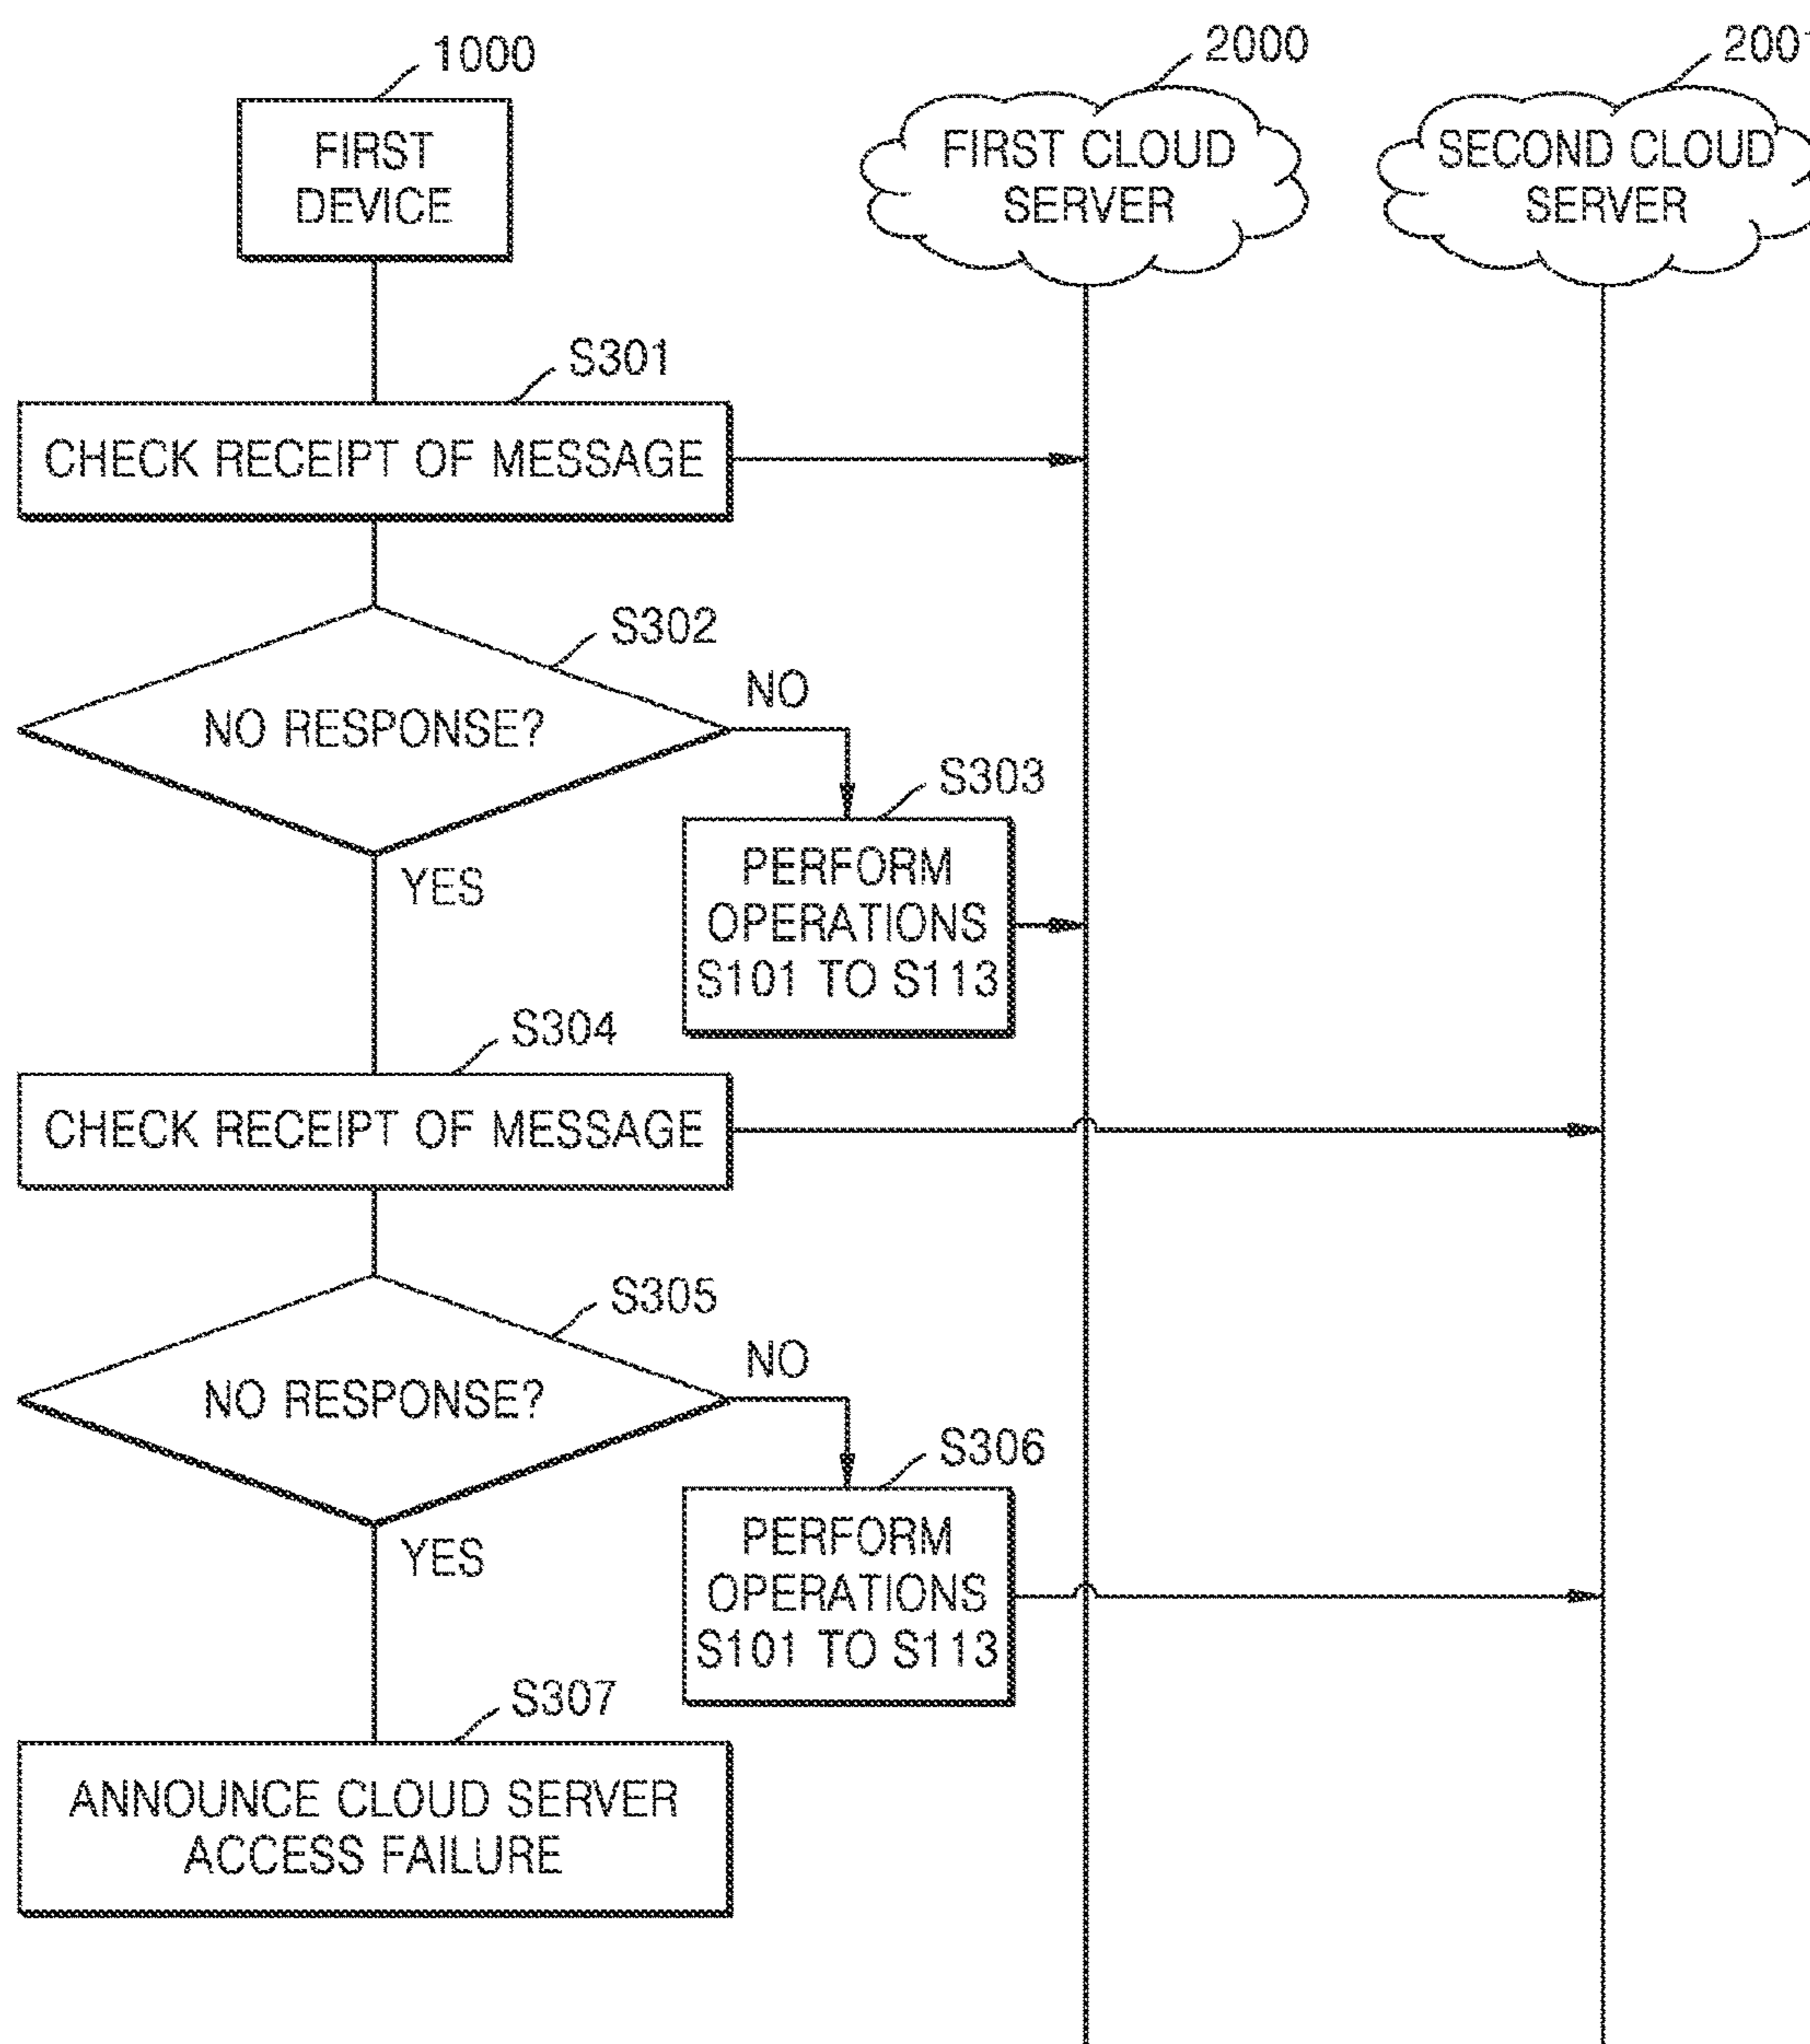 1000
2000
2001
FIRST
DEVICE
FIRST CLOUD
SERVER
SECOND CLOUD
SERVER
S301
CHECK RECEIPT OF MESSAGE
S302
NO RESPONSE?
NO
S303
YES
PERFORM
OPERATIONS
S101 TO S113
S304
CHECK RECEIPT OF MESSAGE
S305
NO RESPONSE?
NO
S306
YES
PERFORM
OPERATIONS
S101 TO S113
S307
ANNOUNCE CLOUD SERVER
ACCESS FAILURE